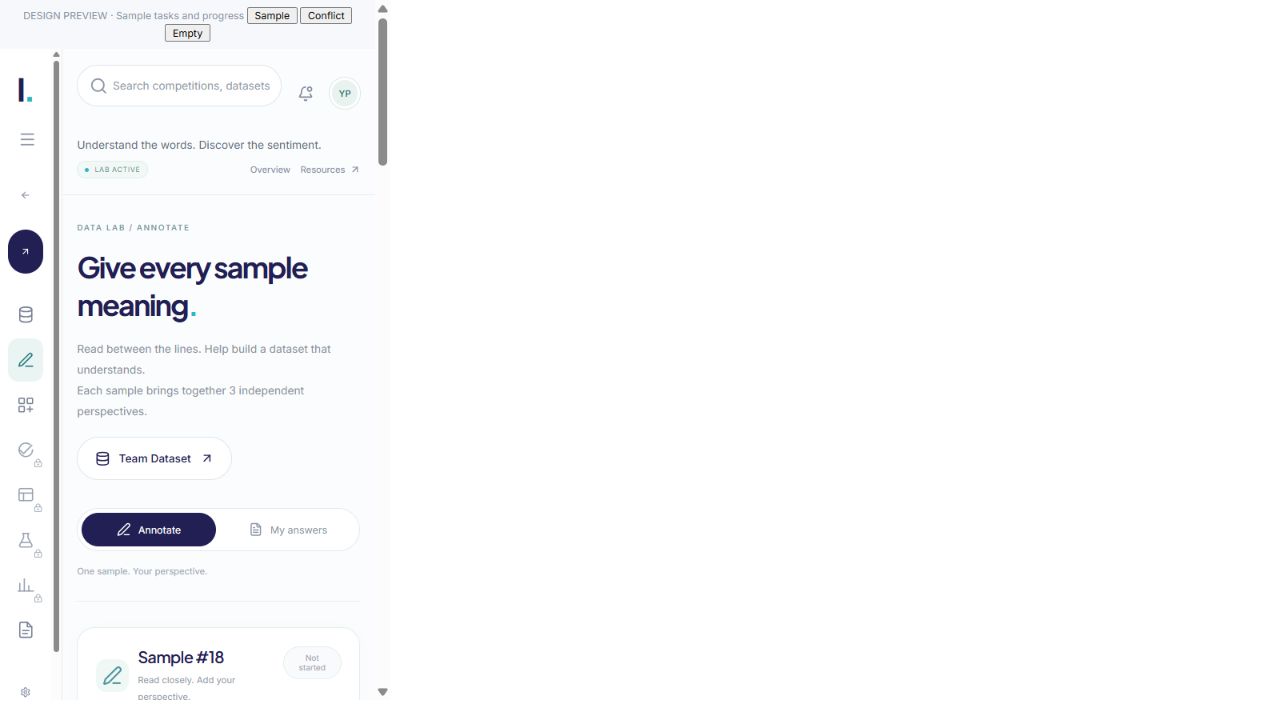 DESIGN PREVIEW · Sample tasks and progress Sample Conflict
Empty
I.
Search competitions, datasets
YP
Understand the words. Discover the sentiment.
LAB ACTIVE
Overview Resources
DATA LAB / ANNOTATE
Give every sample
meaning.
Read between the lines. Help build a dataset that
understands.
Each sample brings together 3 independent
perspectives.
Team Dataset
Annotate
My answers
One sample. Your perspective.
Sample #18
Not
started
Read closely. Add your
perspective.